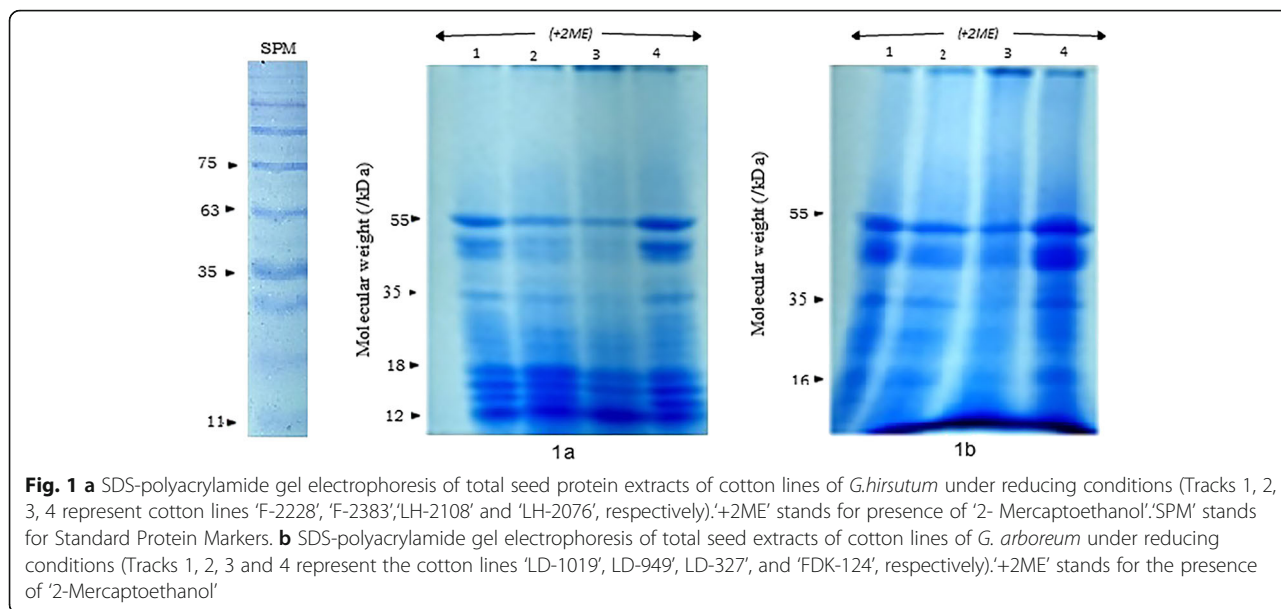 SPM
75
63
35
11
(+2ME)
1 2 3 4
Molecular weight (/kDa)
55
35
18
12
1a
(+2ME)
1 2 3 4
Molecular weight (/kDa)
55
35
16
1b
Fig. 1 a SDS-polyacrylamide gel electrophoresis of total seed protein extracts of cotton lines of G.hirsutum under reducing conditions (Tracks 1, 2,
3, 4 represent cotton lines ‘F-2228’, ‘F-2383’,‘LH-2108’ and ‘LH-2076’, respectively).‘+2ME’ stands for presence of ‘2- Mercaptoethanol’.‘SPM’ stands
for Standard Protein Markers. b SDS-polyacrylamide gel electrophoresis of total seed extracts of cotton lines of G. arboreum under reducing
conditions (Tracks 1, 2, 3 and 4 represent the cotton lines ‘LD-1019’, LD-949’, LD-327’, and ‘FDK-124’, respectively).‘+2ME’ stands for the presence
of ‘2-Mercaptoethanol’